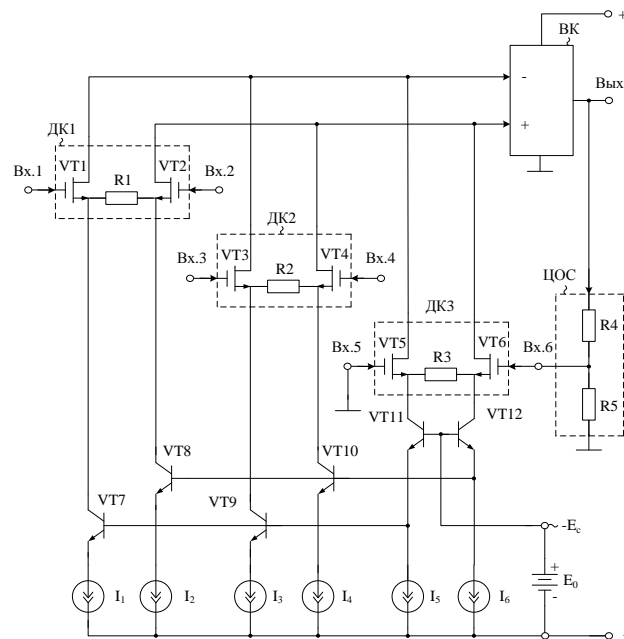 +
ВК
-
Вых.
+
ДК1
VT1
R1
VT2
Вх.1
Вх.2
ДК2
VT3
R2
VT4
Вх.3
Вх.4
ЦОС
ДК3
Вх.5
VT5
R3
VT6
Вх.6
R4
R5
VT11
VT12
VT8
VT10
VT7
VT9
-Eс
+
E0
-
I1
I2
I3
I4
I5
I6
-